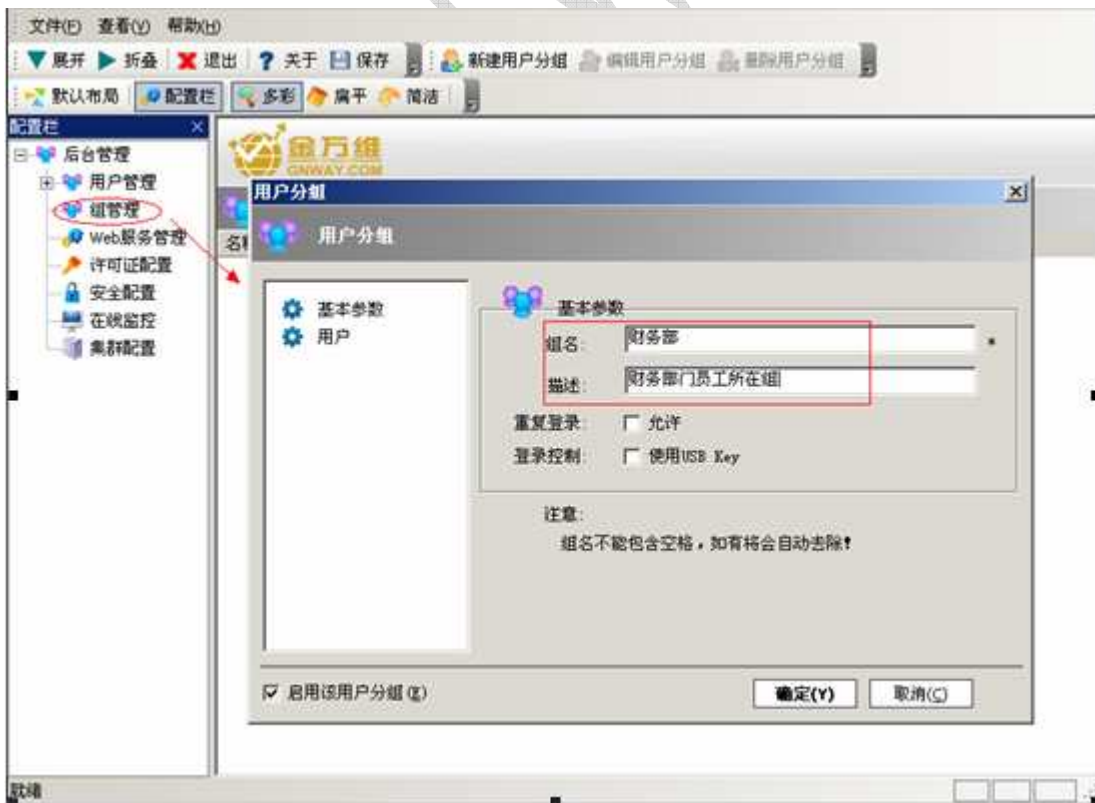 文件(F) 查看(V) 帮助(H)
展开 折叠 退出 ? 关于 保存 新建用户分组 编辑用户分组 删除用户分组
默认布局 配置栏 多彩 扁平 简洁
配置栏
后台管理
用户管理
组管理
Web服务管理
许可证配置
安全配置
在线监控
集群配置
金万维
GNWAY.COM
名称
用户分组
用户分组
基本参数
用户
基本参数
组名: 财务部 *
描述: 财务部门员工所在组
重复登录: 允许
登录控制: 使用USB Key
注意:
组名不能包含空格,如有将会自动去除!
启用该用户分组(E)
确定(Y) 取消(C)
就绪